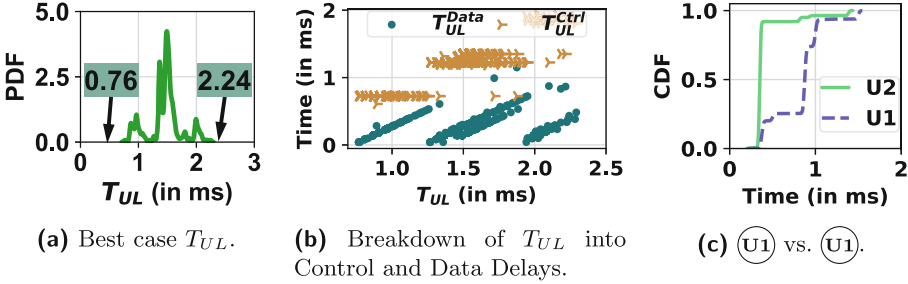 PDF
5.0
2.5
0.0
0.76
2.24
1
2
3
T_UL (in ms)
(a) Best case T_UL.
Time (in ms)
2
1
0
T_UL^Data
T_UL^Ctrl
1.0
1.5
2.0
2.5
T_UL (in ms)
(b) Breakdown of T_UL into
Control and Data Delays.
CDF
1.0
0.5
0.0
U2
U1
0
1
2
Time (in ms)
(c) U1 vs. U1.